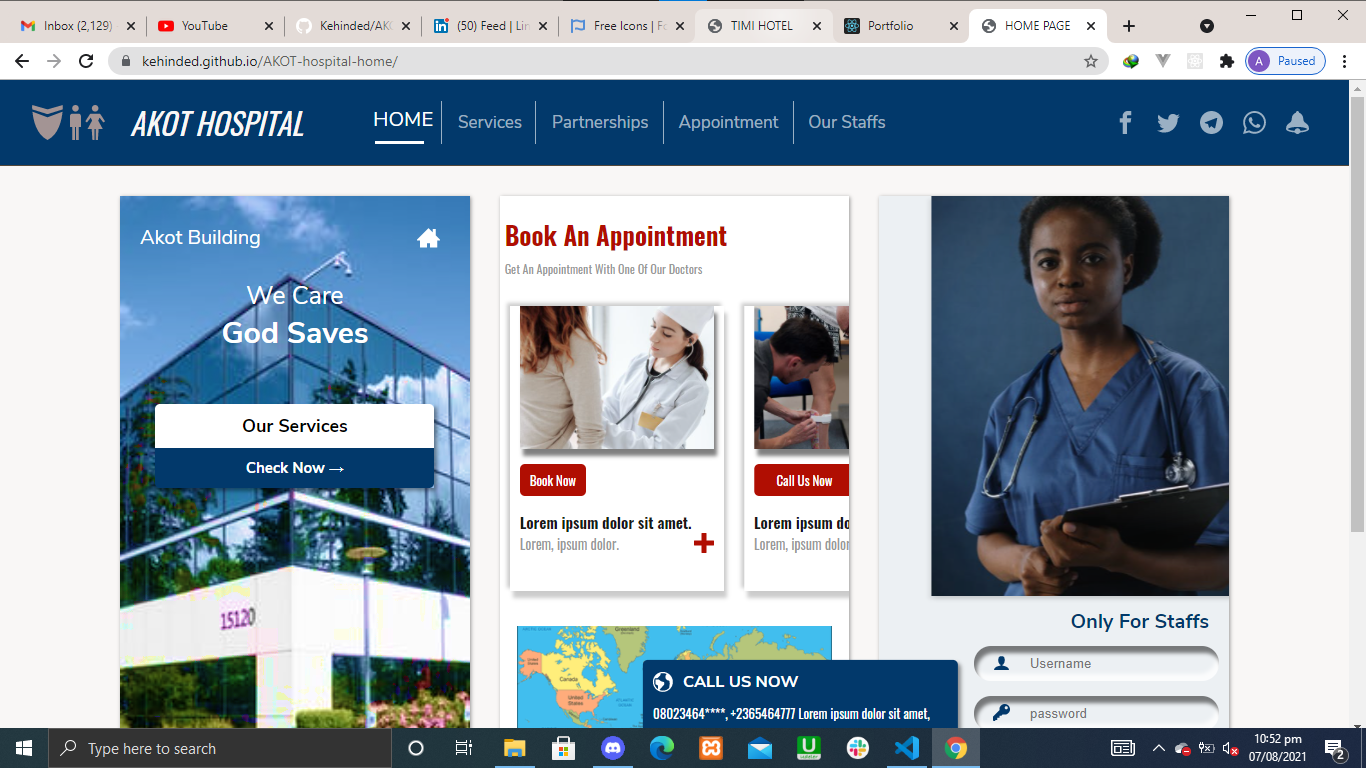 Inbox (2,129)
YouTube
Kehinded/AK
(50) Feed | Lin
Free Icons | Fo
TIMI HOTEL
Portfolio
HOME PAGE
kehinded.github.io/AKOT-hospital-home/
A
Paused
AKOT HOSPITAL
HOME
Services
Partnerships
Appointment
Our Staffs
Akot Building
We Care
God Saves
Our Services
Check Now →
15120
Book An Appointment
Get An Appointment With One Of Our Doctors
Book Now
Lorem ipsum dolor sit amet.
Lorem, ipsum dolor.
Call Us Now
Lorem ipsum do
Lorem, ipsum dolor
Greenland
Canada
United
States
CALL US NOW
08023464****, +2365464777 Lorem ipsum dolor sit amet,
Only For Staffs
Username
password
Type here to search
10:52 pm
07/08/2021
2